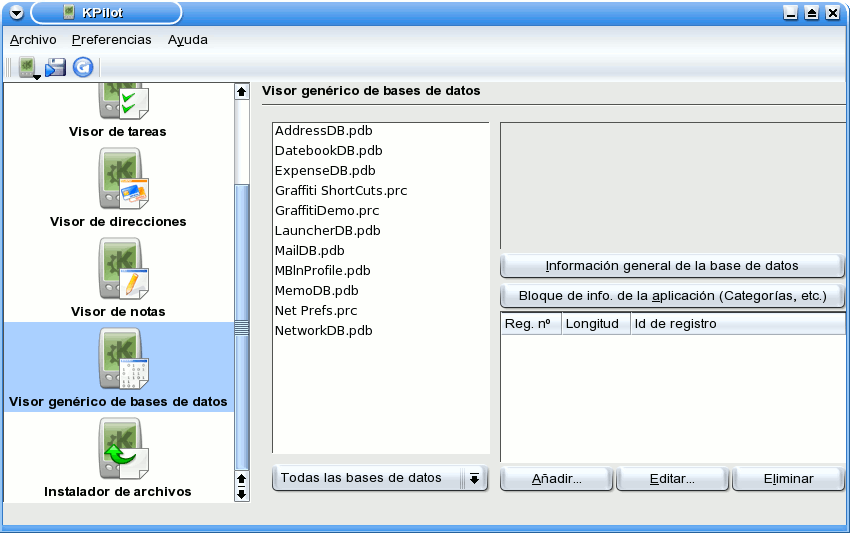 KPilot
Archivo Preferencias Ayuda
Visor de tareas
Visor de direcciones
Visor de notas
Visor genérico de bases de datos
Instalador de archivos
Visor genérico de bases de datos
AddressDB.pdb
DatebookDB.pdb
ExpenseDB.pdb
Graffiti ShortCuts.prc
GraffitiDemo.prc
LauncherDB.pdb
MailDB.pdb
MBlnProfile.pdb
MemoDB.pdb
Net Prefs.prc
NetworkDB.pdb
Todas las bases de datos
Información general de la base de datos
Bloque de info. de la aplicación (Categorías, etc.)
Reg. nº Longitud Id de registro
Añadir... Editar... Eliminar